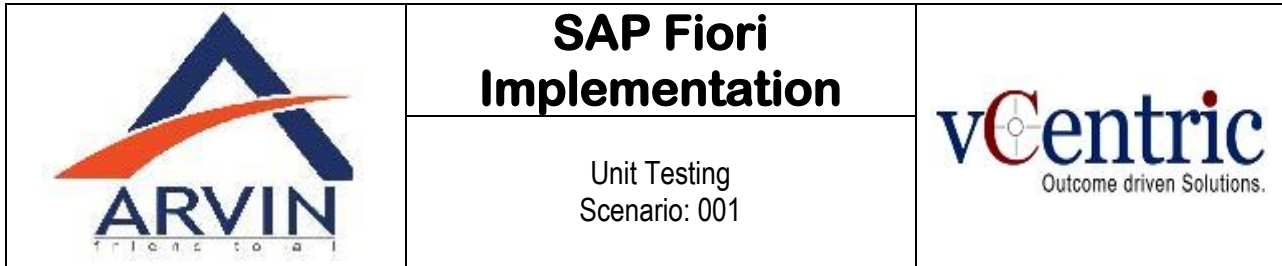 ARVIN
SAP Fiori
Implementation
Unit Testing
Scenario: 001
vCentric
Outcome driven Solutions.